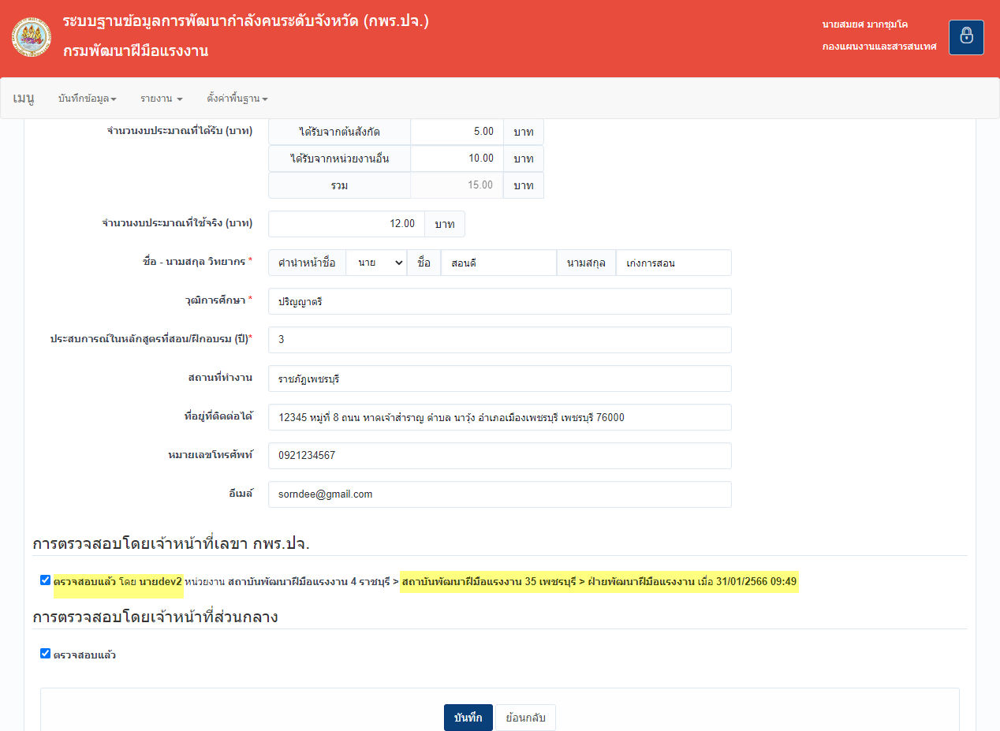 ระบบฐานข้อมูลการพัฒนากำลังคนระดับจังหวัด (กพร.ปจ.)
กรมพัฒนาฝีมือแรงงาน
นายสมยศ มากชุมโค
กองแผนงานและสารสนเทศ
เมนู บันทึกข้อมูล รายงาน ตั้งค่าพื้นฐาน
จำนวนงบประมาณที่ได้รับ (บาท) ได้รับจากต้นสังกัด 5.00 บาท
ได้รับจากหน่วยงานอื่น 10.00 บาท
รวม 15.00 บาท
จำนวนงบประมาณที่ใช้จริง (บาท) 12.00 บาท
ชื่อ - นามสกุล วิทยากร * คำนำหน้าชื่อ นาย ชื่อ สอนดี นามสกุล เก่งการสอน
วุฒิการศึกษา * ปริญญาตรี
ประสบการณ์ในหลักสูตรที่สอน/ฝึกอบรม (ปี)* 3
สถานที่ทำงาน ราชภัฏเพชรบุรี
ที่อยู่ที่ติดต่อได้ 12345 หมู่ที่ 8 ถนน หาดเจ้าสำราญ ตำบล นาวุ้ง อำเภอเมืองเพชรบุรี เพชรบุรี 76000
หมายเลขโทรศัพท์ 0921234567
อีเมล์ sorndee@gmail.com
การตรวจสอบโดยเจ้าหน้าที่เลขา กพร.ปจ.
ตรวจสอบแล้ว โดย นายdev2 หน่วยงาน สถาบันพัฒนาฝีมือแรงงาน 4 ราชบุรี > สถาบันพัฒนาฝีมือแรงงาน 35 เพชรบุรี > ฝ่ายพัฒนาฝีมือแรงงาน เมื่อ 31/01/2566 09:49
การตรวจสอบโดยเจ้าหน้าที่ส่วนกลาง
ตรวจสอบแล้ว
บันทึก ย้อนกลับ